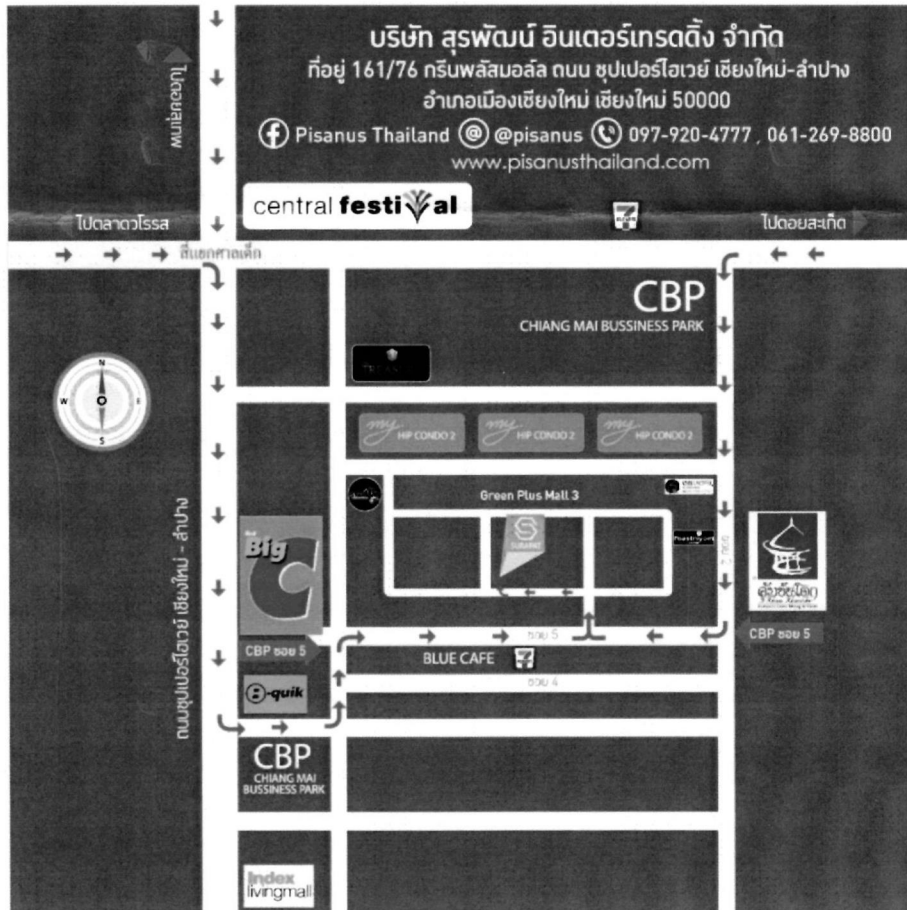 บริษัท สุรพัฒน์ อินเตอร์เทรดดิ้ง จำกัด
ที่อยู่ 161/76 กรีนพลัสมอล์ล ถนน ซุปเปอร์ไฮเวย์ เชียงใหม่-ลำปาง
อำเภอเมืองเชียงใหม่ เชียงใหม่ 50000
Pisanus Thailand @ @pisanus 097-920-4777 , 061-269-8800
www.pisanusthailand.com
ไปดอยสุเทพ
central festival
7 ELEVEN
ไปตลาดวโรรส
ไปดอยสะเก็ด
สี่แยกศาลเด็ก
CBP
CHIANG MAI BUSSINESS PARK
N
W
E
S
my HIP CONDO 2
my HIP CONDO 2
my HIP CONDO 2
Green Plus Mall 3
S
SURAPAT
ถนนซุปเปอร์ไฮเวย์ เชียงใหม่ - ลำปาง
Big C
CBP ซอย 5
ซอย 5
CBP ซอย 5
BLUE CAFE
7 ELEVEN
ซอย 4
B-quik
CBP
CHIANG MAI
BUSSINESS PARK
Index
livingmall